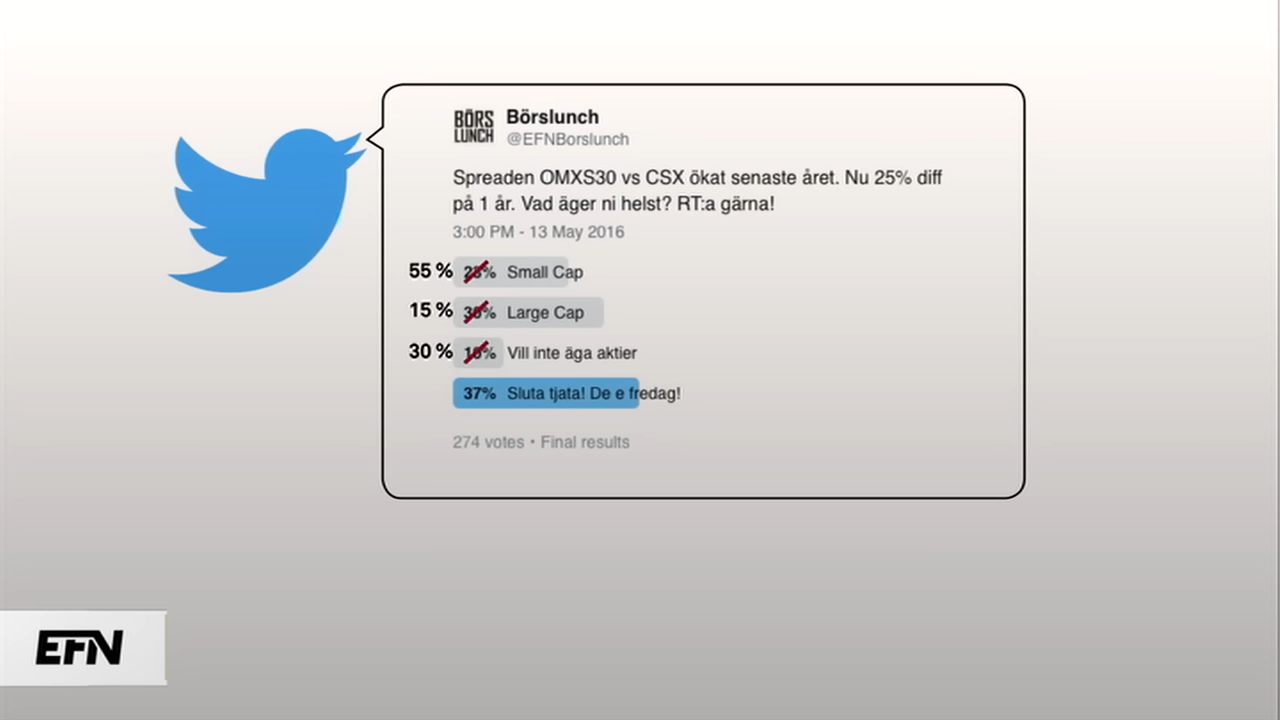 BÖRS
LUNCH
Börslunch
@EFNBorslunch
Spreaden OMXS30 vs CSX ökat senaste året. Nu 25% diff
på 1 år. Vad äger ni helst? RT:a gärna!
3:00 PM - 13 May 2016
55 % Small Cap
15 % Large Cap
30 % Vill inte äga aktier
37% Sluta tjata! De e fredag!
274 votes • Final results
EFN